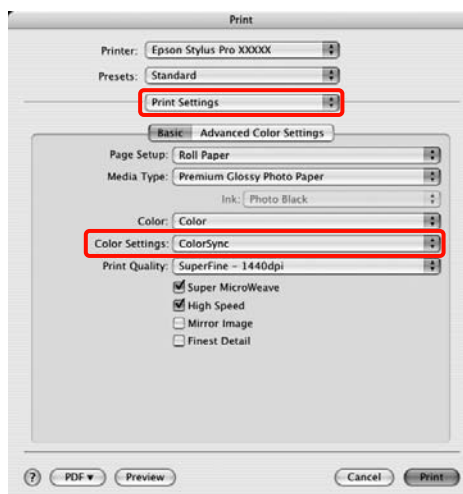 Print
Printer: Epson Stylus Pro XXXXX
Presets: Standard
Print Settings
Basic Advanced Color Settings
Page Setup: Roll Paper
Media Type: Premium Glossy Photo Paper
Ink: Photo Black
Color: Color
Color Settings: ColorSync
Print Quality: SuperFine – 1440dpi
Super MicroWeave
High Speed
Mirror Image
Finest Detail
? PDF ▼ Preview Cancel Print